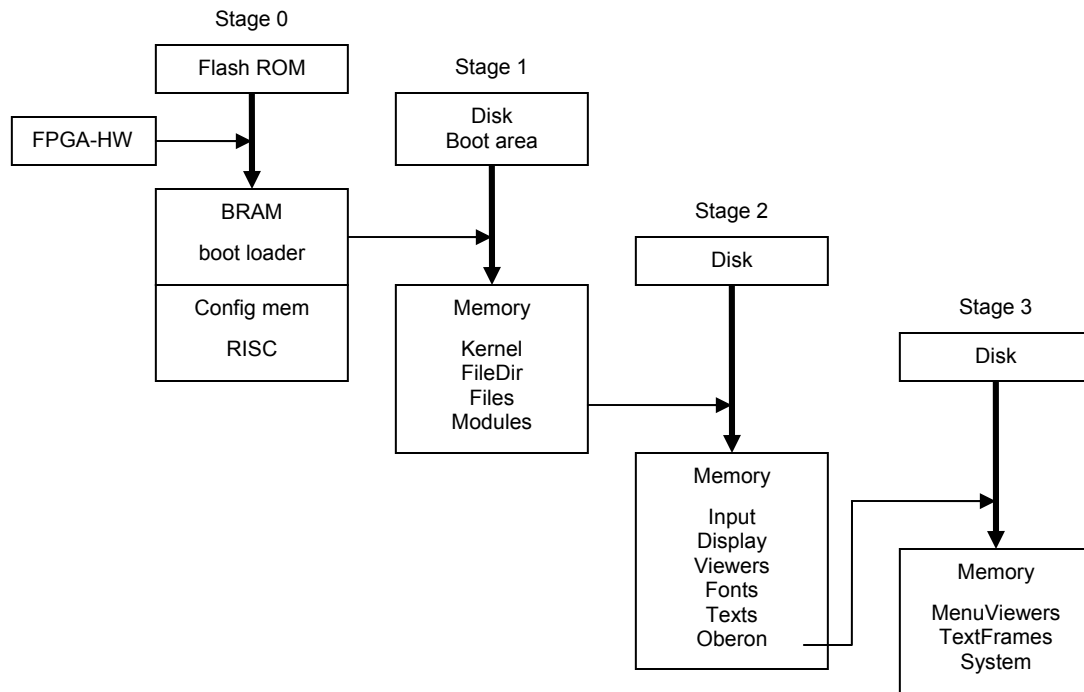 Stage 0
Flash ROM
FPGA-HW
BRAM
boot loader
Config mem
RISC
Stage 1
Disk
Boot area
Memory
Kernel
FileDir
Files
Modules
Stage 2
Disk
Memory
Input
Display
Viewers
Fonts
Texts
Oberon
Stage 3
Disk
Memory
MenuViewers
TextFrames
System